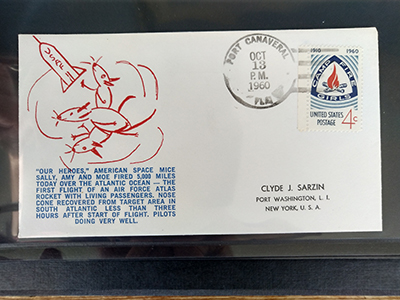 USAF
PORT CANAVERAL
OCT
13
P.M.
1960
FLA.
1910 1960
CAMP FIRE
GIRLS
UNITED STATES
POSTAGE 4c
"OUR HEROES," AMERICAN SPACE MICE
SALLY, AMY AND MOE FIRED 5,000 MILES
TODAY OVER THE ATLANTIC OCEAN — THE
FIRST FLIGHT OF AN AIR FORCE ATLAS
ROCKET WITH LIVING PASSENGERS. NOSE
CONE RECOVERED FROM TARGET AREA IN
SOUTH ATLANTIC LESS THAN THREE
HOURS AFTER START OF FLIGHT. PILOTS
DOING VERY WELL.
CLYDE J. SARZIN
PORT WASHINGTON, L. I.
NEW YORK, U. S. A.